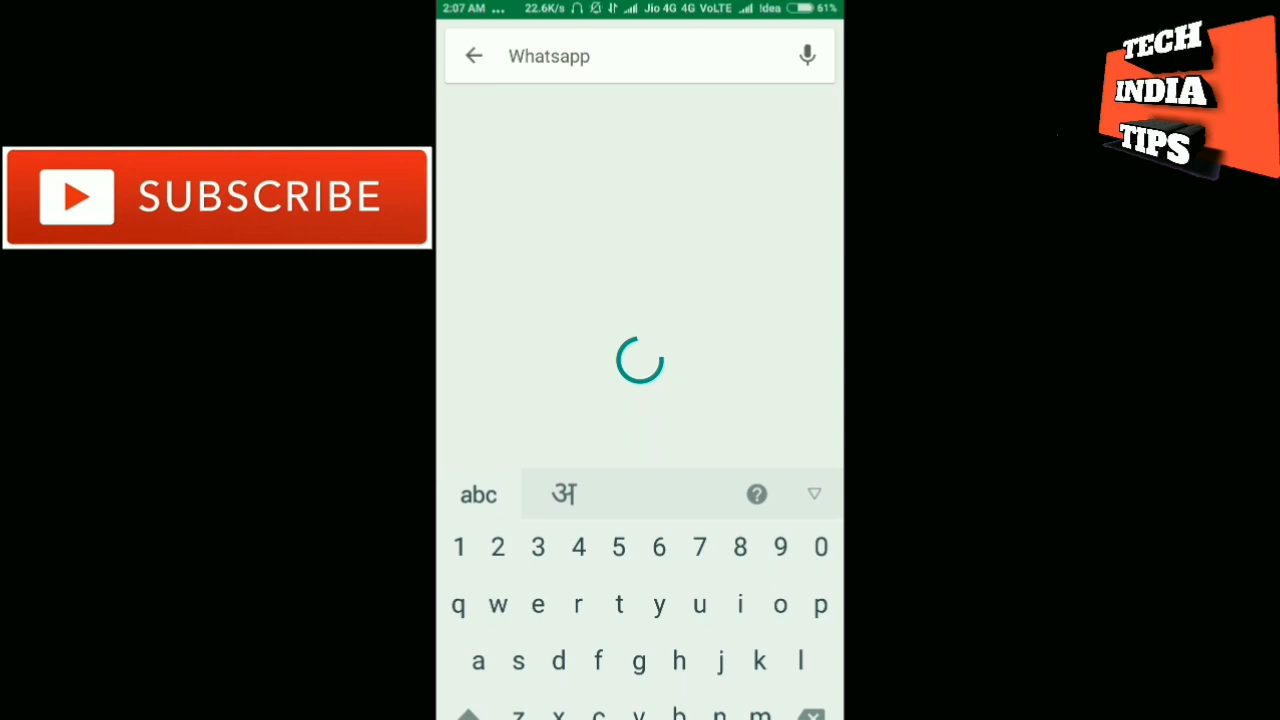 2:07 AM ... 22.6K/s Jio 4G 4G VoLTE !dea 61%
Whatsapp
SUBSCRIBE
TECH
INDIA
TIPS
abc अ ?
1 2 3 4 5 6 7 8 9 0
q w e r t y u i o p
a s d f g h j k l
z x c v b n m